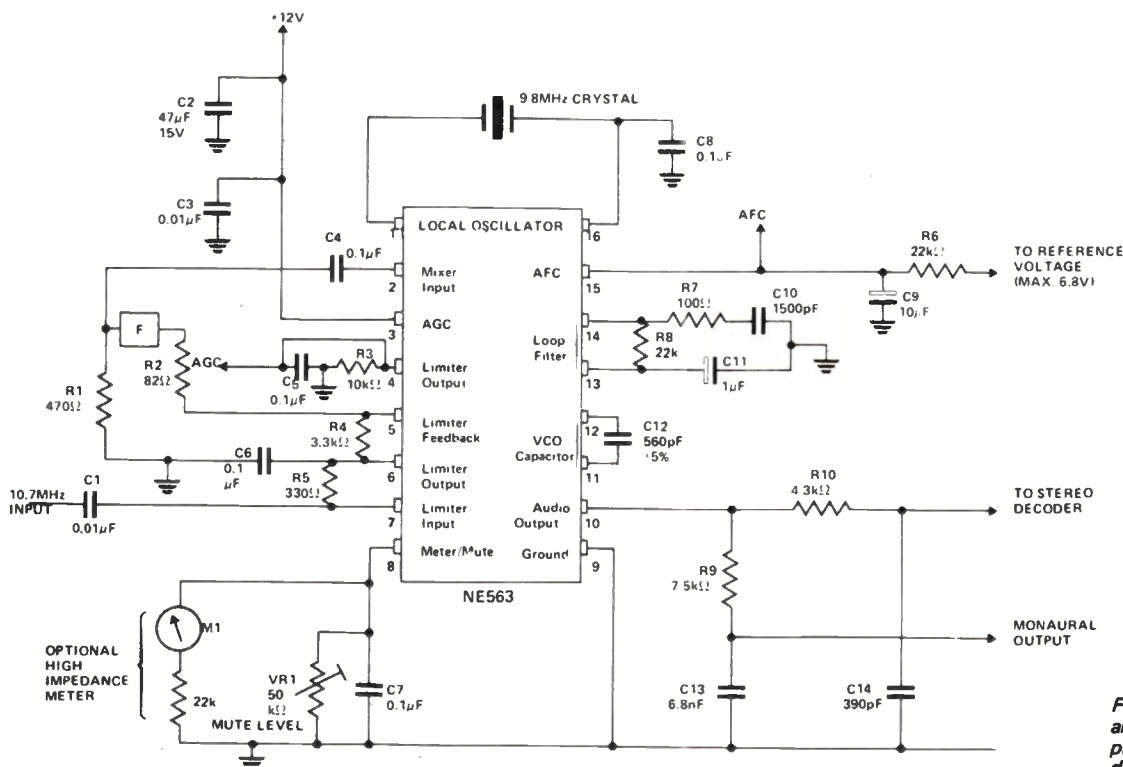 +12V
C2
47µF
15V
C3
0.01µF
9.8MHz CRYSTAL
C8
0.1µF
C4
0.1µF
LOCAL OSCILLATOR
1
16
Mixer
Input
2
AFC
15
AFC
R6
22kΩ
TO REFERENCE
VOLTAGE
(MAX. 6.8V)
C9
10µF
AGC
3
F
R2
82Ω
AGC
R1
470Ω
C5
0.1µF
R3
10kΩ
Limiter
Output
4
Loop
Filter
14
13
R7
100Ω
C10
1500pF
R8
22k
C11
1µF
R4
3.3kΩ
Limiter
Feedback
5
VCO
Capacitor
12
11
C12
560pF
C6
0.1
µF
R5
330Ω
Limiter
Output
6
10.7MHz
INPUT
C1
0.01µF
Limiter
Input
7
Audio
Output
10
R10
4.3kΩ
TO STEREO
DECODER
Meter/Mute
8
Ground
9
NE563
R9
7.5kΩ
MONAURAL
OUTPUT
OPTIONAL
HIGH
IMPEDANCE
METER
M1
22k
VR1
50
kΩ
MUTE LEVEL
C7
0.1µF
C13
6.8nF
C14
390pF